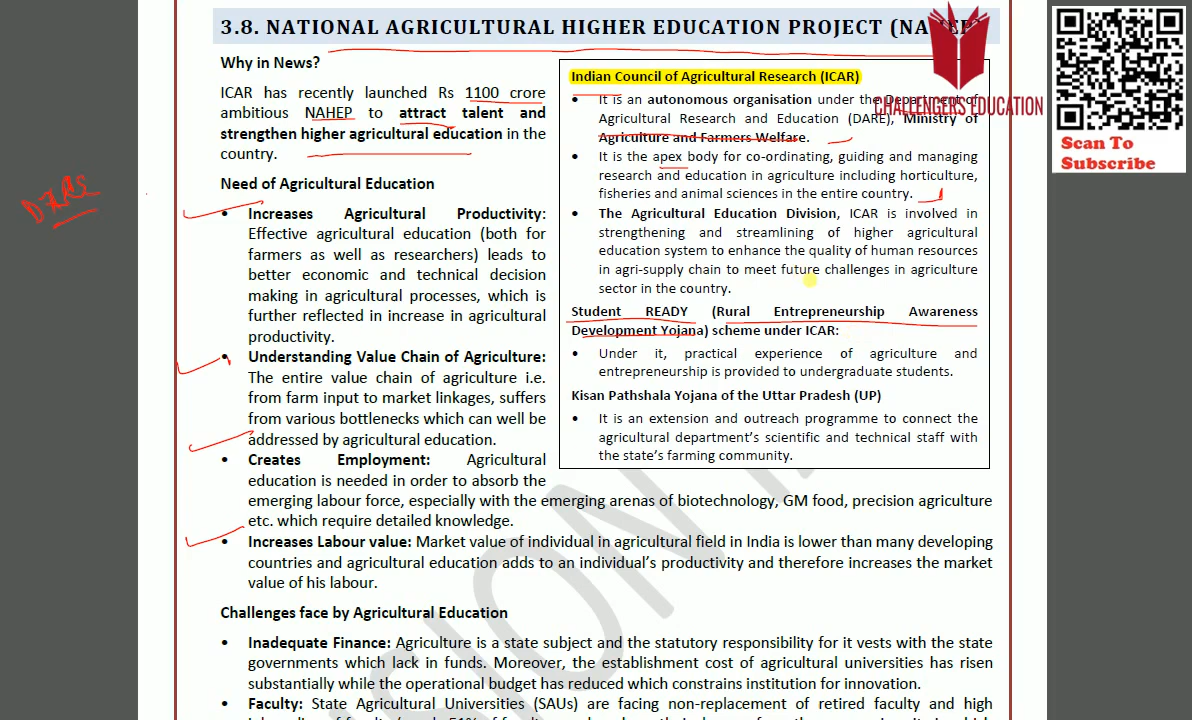 3.8. NATIONAL AGRICULTURAL HIGHER EDUCATION PROJECT (NAHEP)
Why in News?
ICAR has recently launched Rs 1100 crore
ambitious NAHEP to attract talent and
strengthen higher agricultural education in the
country.
Need of Agricultural Education
• Increases Agricultural Productivity:
Effective agricultural education (both for
farmers as well as researchers) leads to
better economic and technical decision
making in agricultural processes, which is
further reflected in increase in agricultural
productivity.
• Understanding Value Chain of Agriculture:
The entire value chain of agriculture i.e.
from farm input to market linkages, suffers
from various bottlenecks which can well be
addressed by agricultural education.
• Creates Employment: Agricultural
education is needed in order to absorb the
emerging labour force, especially with the emerging arenas of biotechnology, GM food, precision agriculture
etc. which require detailed knowledge.
• Increases Labour value: Market value of individual in agricultural field in India is lower than many developing
countries and agricultural education adds to an individual's productivity and therefore increases the market
value of his labour.
Challenges face by Agricultural Education
• Inadequate Finance: Agriculture is a state subject and the statutory responsibility for it vests with the state
governments which lack in funds. Moreover, the establishment cost of agricultural universities has risen
substantially while the operational budget has reduced which constrains institution for innovation.
• Faculty: State Agricultural Universities (SAUs) are facing non-replacement of retired faculty and high
Indian Council of Agricultural Research (ICAR)
• It is an autonomous organisation under the Department of
Agricultural Research and Education (DARE), Ministry of
Agriculture and Farmers Welfare.
• It is the apex body for co-ordinating, guiding and managing
research and education in agriculture including horticulture,
fisheries and animal sciences in the entire country.
• The Agricultural Education Division, ICAR is involved in
strengthening and streamlining of higher agricultural
education system to enhance the quality of human resources
in agri-supply chain to meet future challenges in agriculture
sector in the country.
Student READY (Rural Entrepreneurship Awareness
Development Yojana) scheme under ICAR:
• Under it, practical experience of agriculture and
entrepreneurship is provided to undergraduate students.
Kisan Pathshala Yojana of the Uttar Pradesh (UP)
• It is an extension and outreach programme to connect the
agricultural department's scientific and technical staff with
the state's farming community.
CHALLENGERS EDUCATION
Scan To
Subscribe